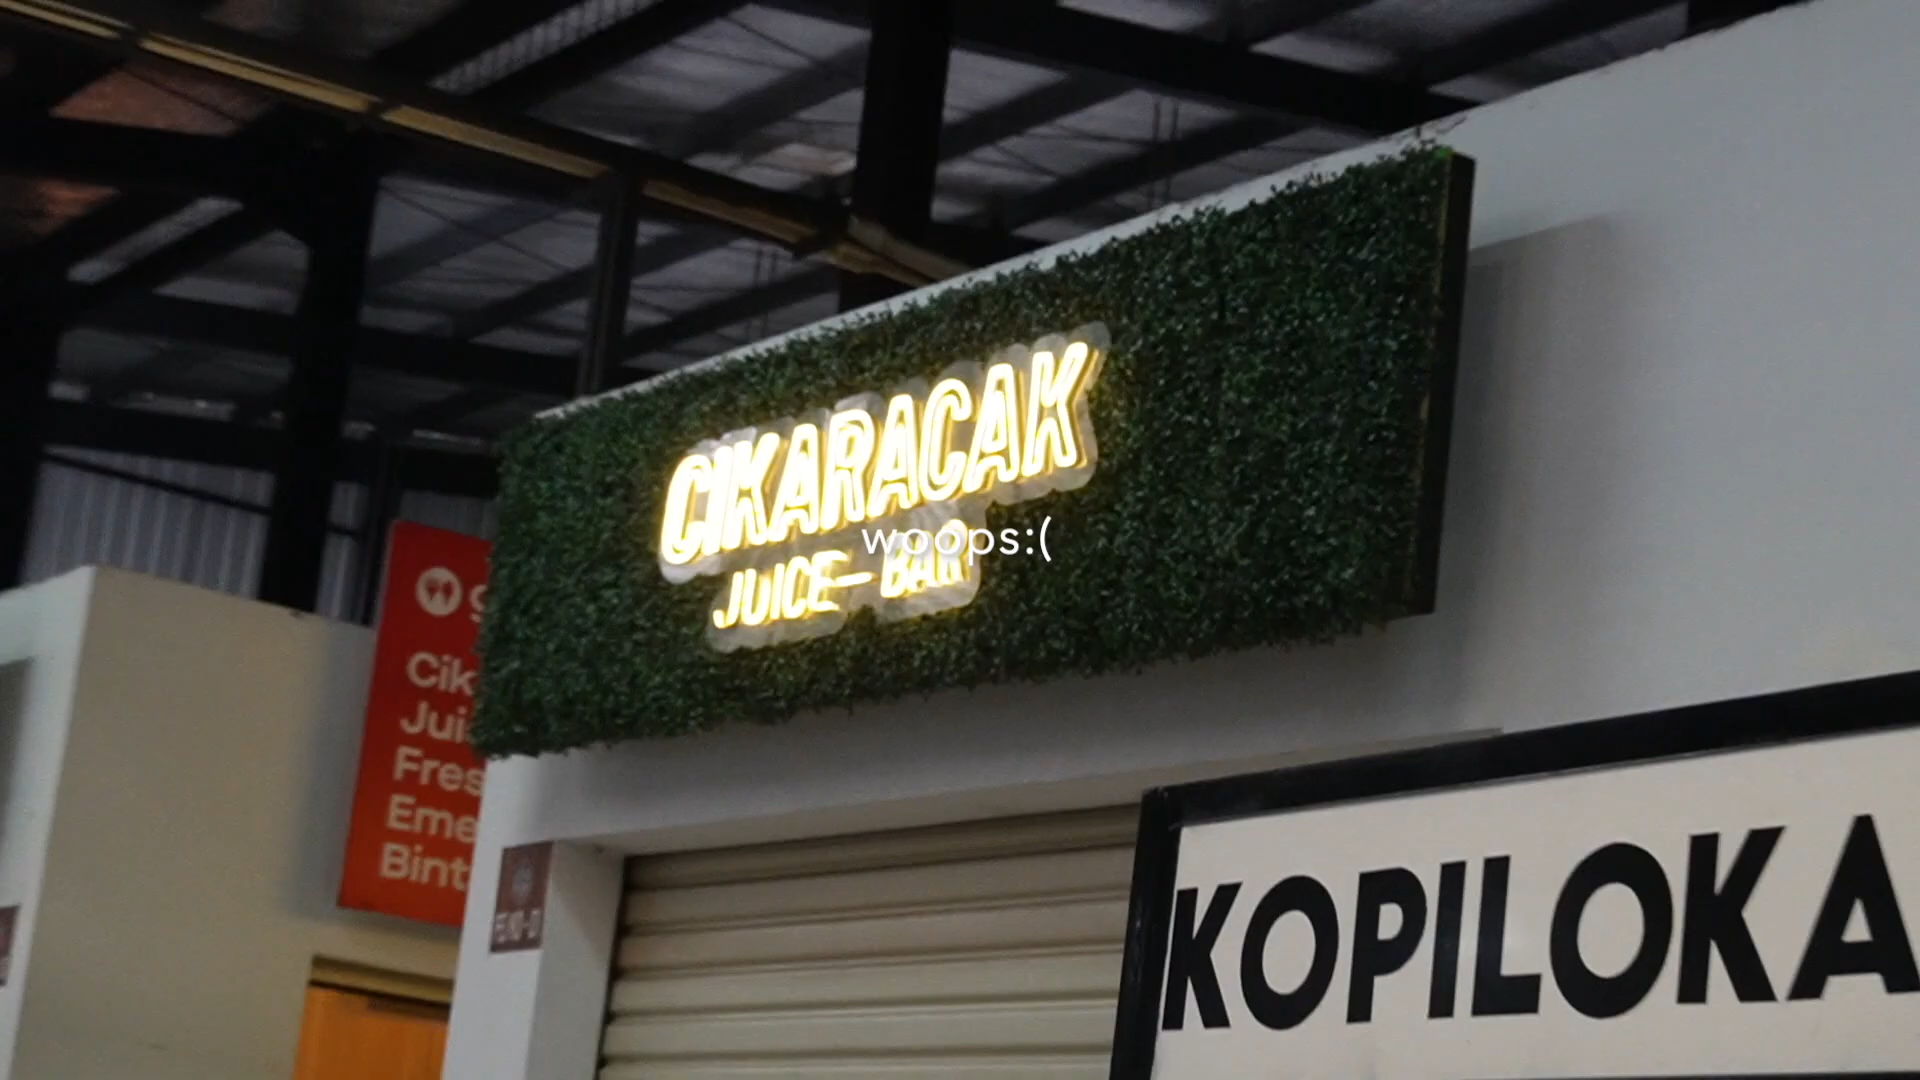 CIKARACAK
JUICE—BAR
woops:(
Cik
Jui
Fres
Eme
Bint
KOPILOKA